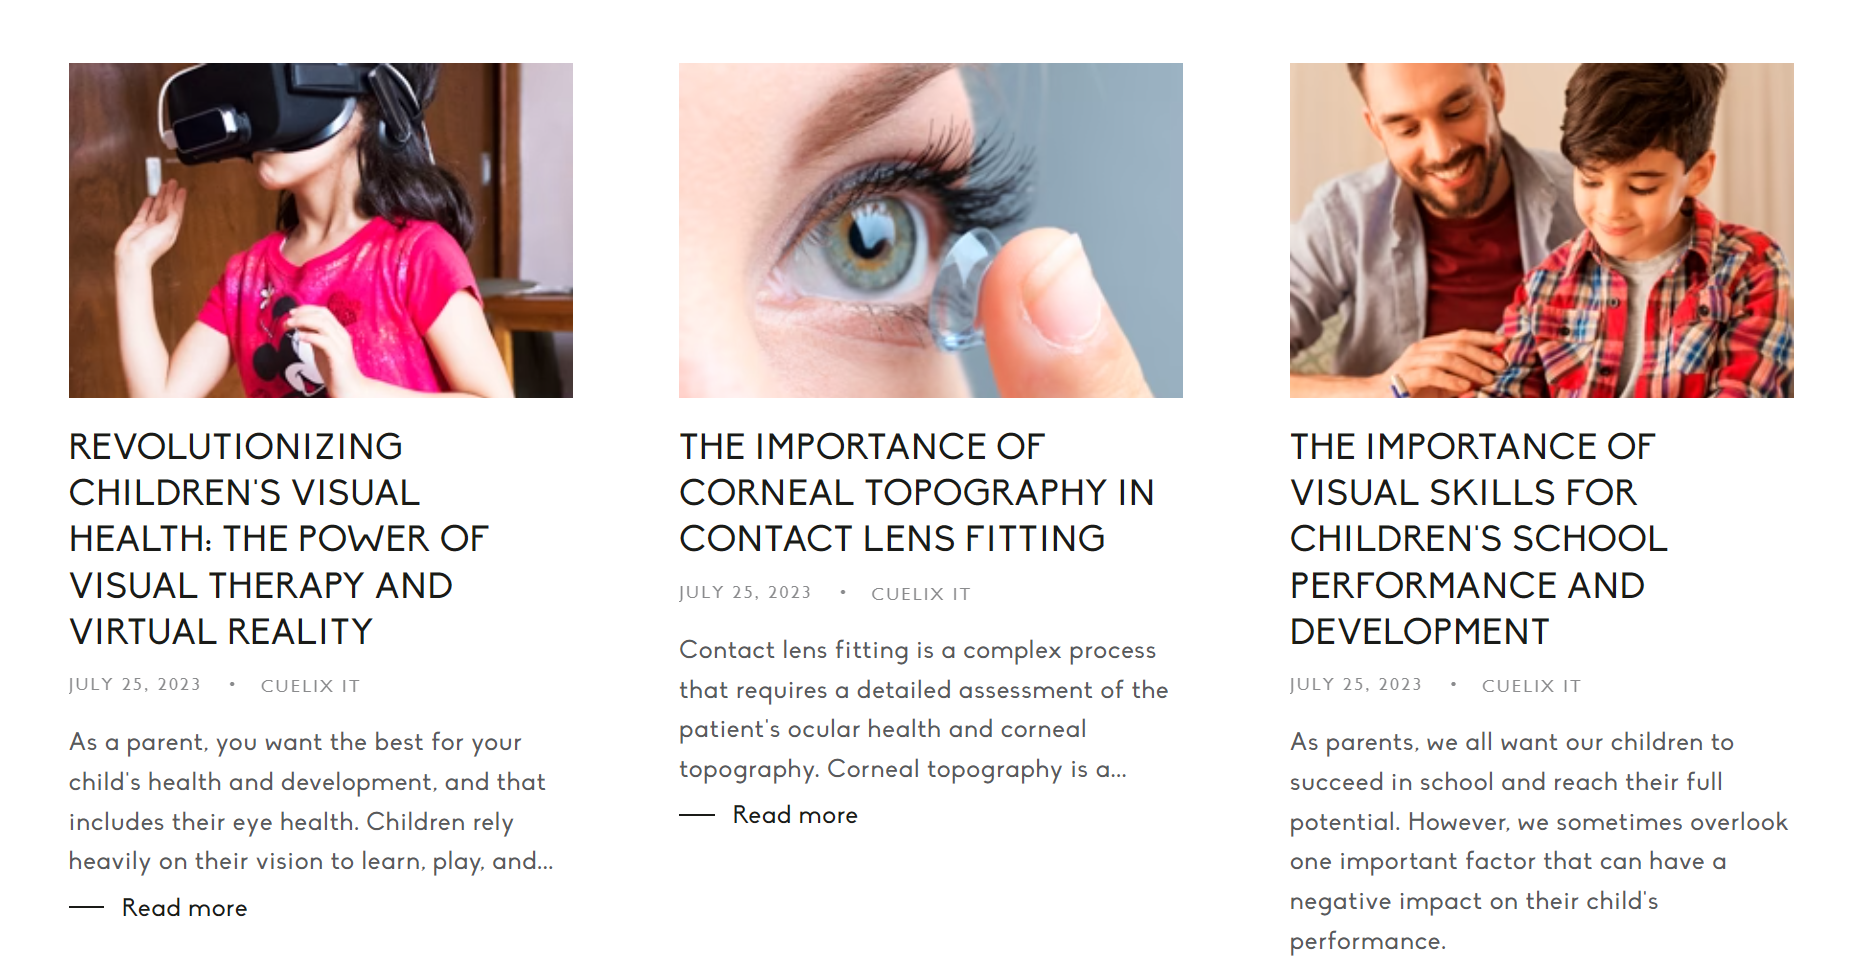 REVOLUTIONIZING
CHILDREN'S VISUAL
HEALTH: THE POWER OF
VISUAL THERAPY AND
VIRTUAL REALITY
JULY 25, 2023 • CUELIX IT
As a parent, you want the best for your
child's health and development, and that
includes their eye health. Children rely
heavily on their vision to learn, play, and...
Read more
THE IMPORTANCE OF
CORNEAL TOPOGRAPHY IN
CONTACT LENS FITTING
JULY 25, 2023 • CUELIX IT
Contact lens fitting is a complex process
that requires a detailed assessment of the
patient's ocular health and corneal
topography. Corneal topography is a...
Read more
THE IMPORTANCE OF
VISUAL SKILLS FOR
CHILDREN'S SCHOOL
PERFORMANCE AND
DEVELOPMENT
JULY 25, 2023 • CUELIX IT
As parents, we all want our children to
succeed in school and reach their full
potential. However, we sometimes overlook
one important factor that can have a
negative impact on their child's
performance.